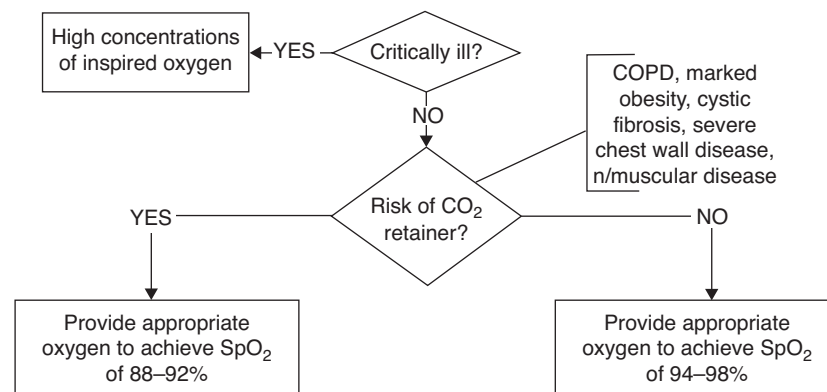 High concentrations
of inspired oxygen
YES
Critically ill?
NO
COPD, marked
obesity, cystic
fibrosis, severe
chest wall disease,
n/muscular disease
Risk of CO₂
retainer?
YES
NO
Provide appropriate
oxygen to achieve SpO₂
of 88–92%
Provide appropriate
oxygen to achieve SpO₂
of 94–98%